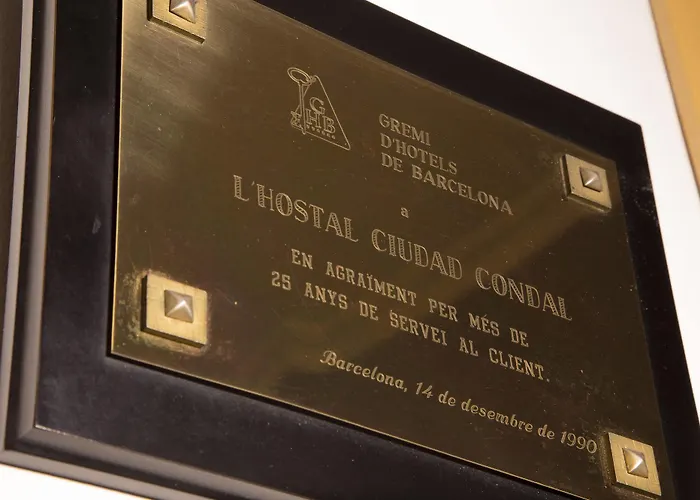 GHB
GREMI
D'HOTELS
DE BARCELONA
a
L'HOSTAL CIUDAD CONDAL
EN AGRAÏMENT PER MÉS DE
25 ANYS DE SERVEI AL CLIENT.
Barcelona, 14 de desembre de 1990